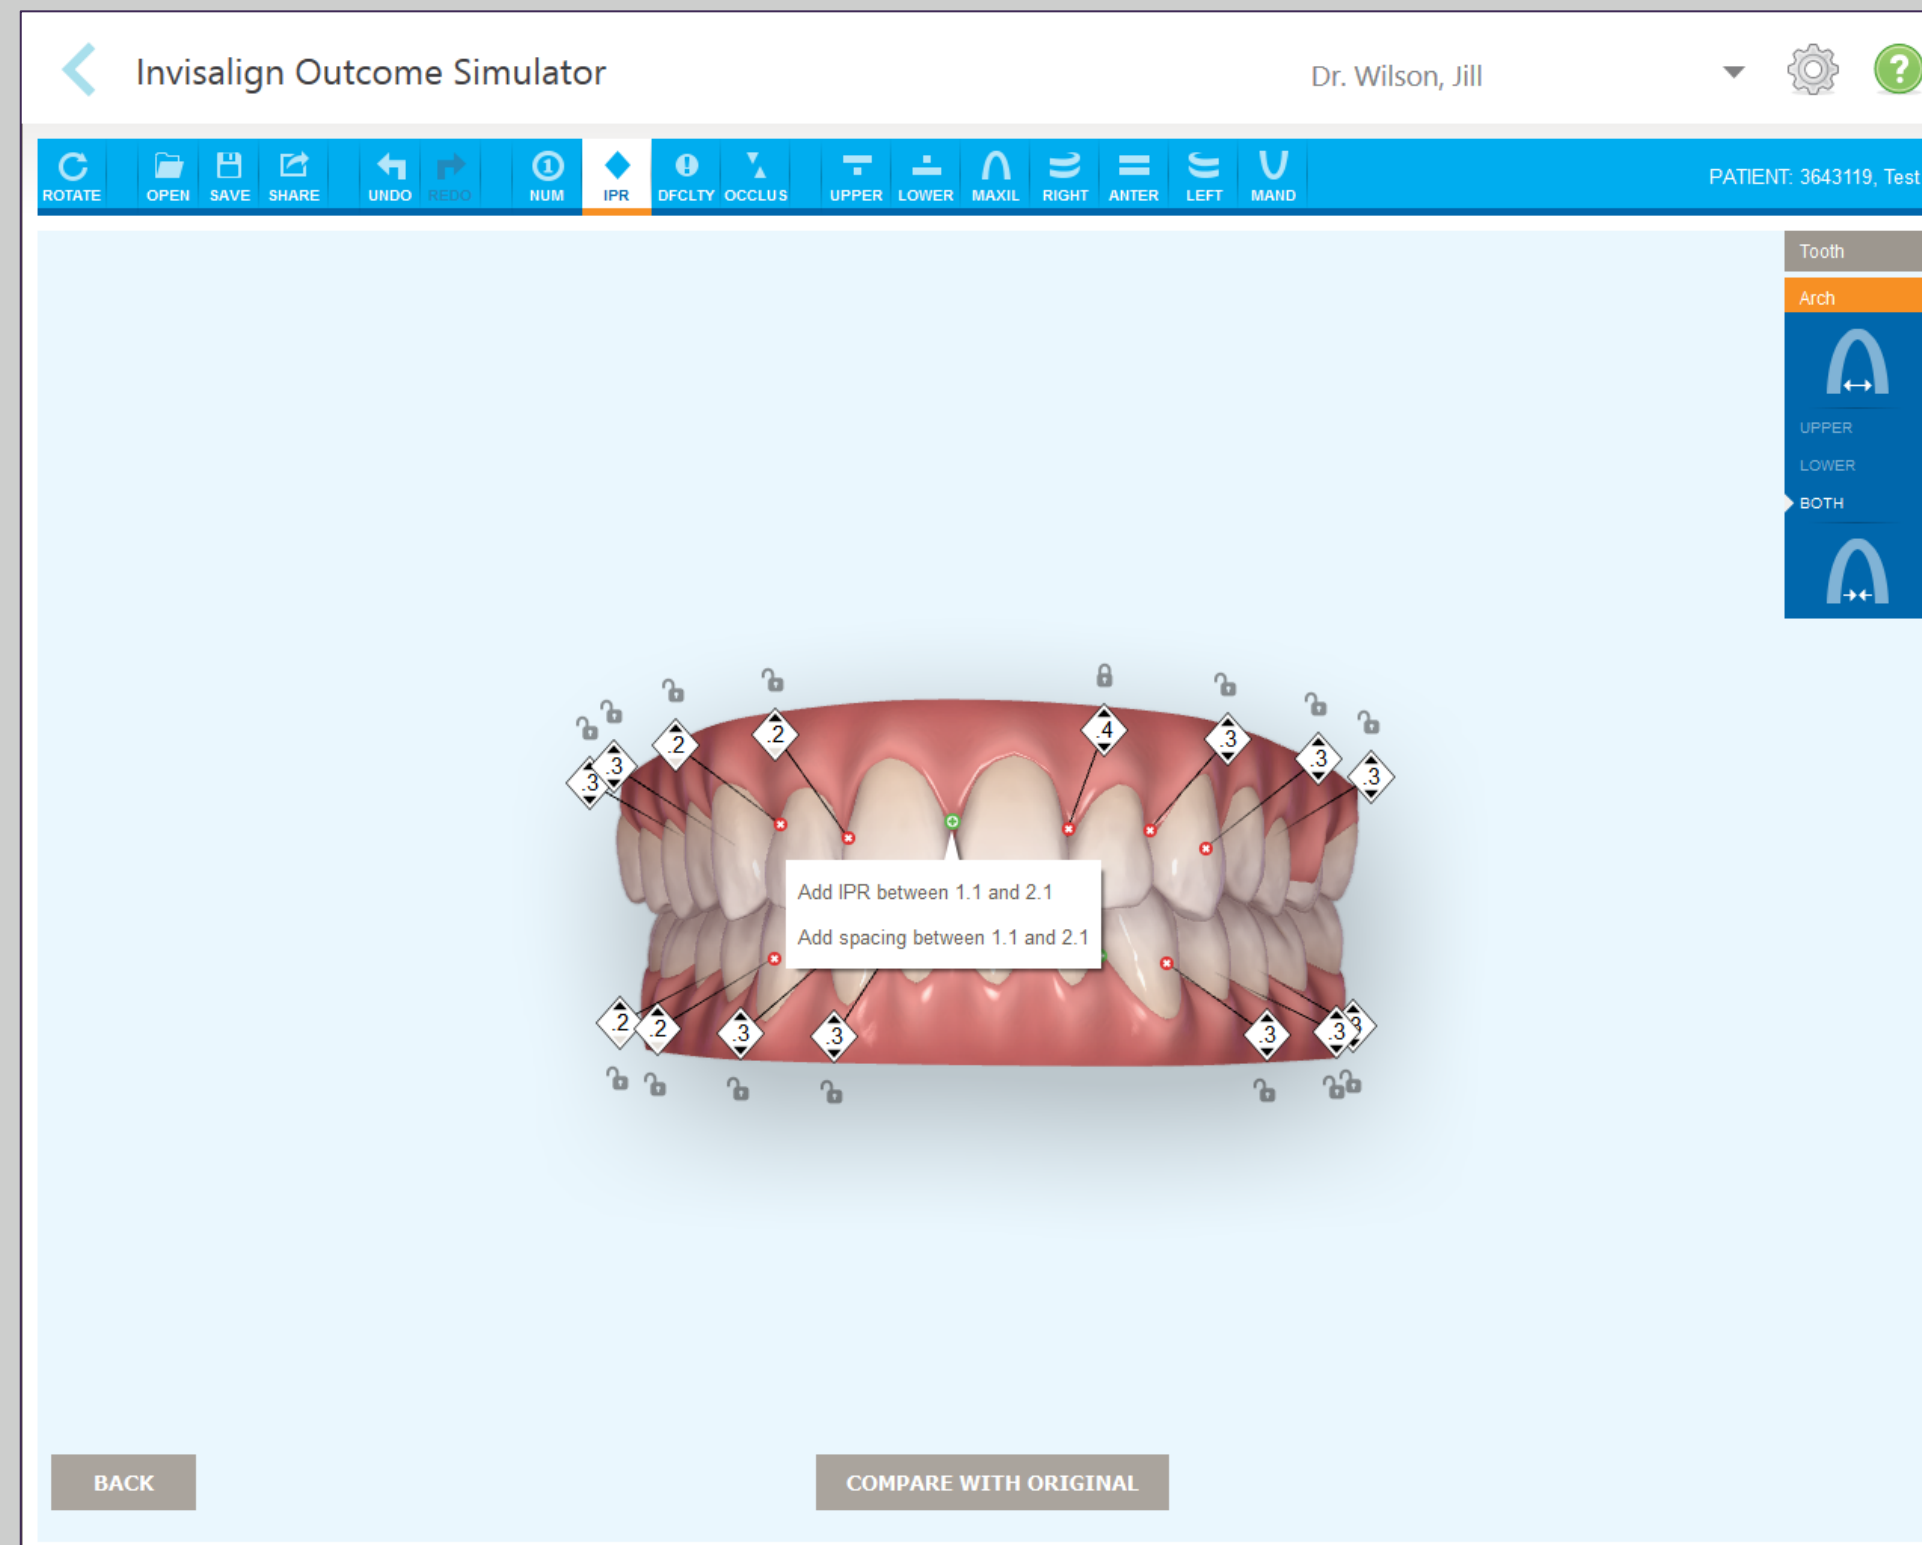 Invisalign Outcome Simulator
Dr. Wilson, Jill
?
ROTATE OPEN SAVE SHARE UNDO REDO NUM IPR DFCLTY OCCLUS UPPER LOWER MAXIL RIGHT ANTER LEFT MAND
PATIENT: 3643119, Test
Tooth
Arch
UPPER
LOWER
BOTH
.3 .3 .2 .2 .4 .3 .3 .3
Add IPR between 1.1 and 2.1
Add spacing between 1.1 and 2.1
.2 .2 .3 .3 .3 .3 3
BACK
COMPARE WITH ORIGINAL